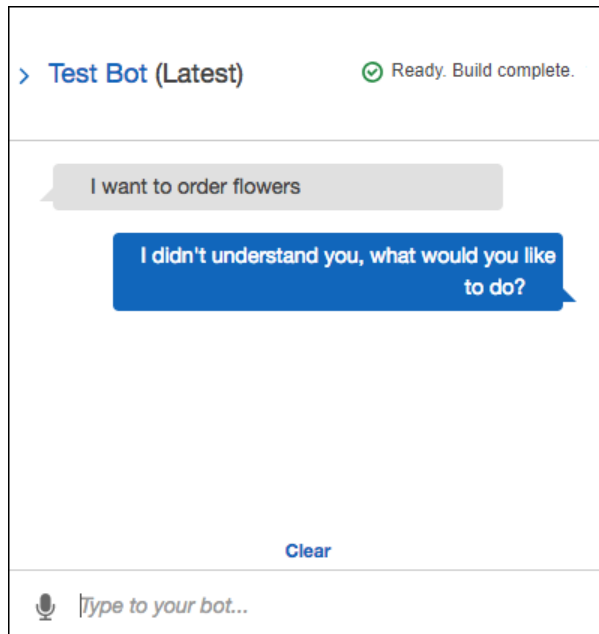 Test Bot (Latest)
Ready. Build complete.
I want to order flowers
I didn't understand you, what would you like
to do?
Clear
Type to your bot...